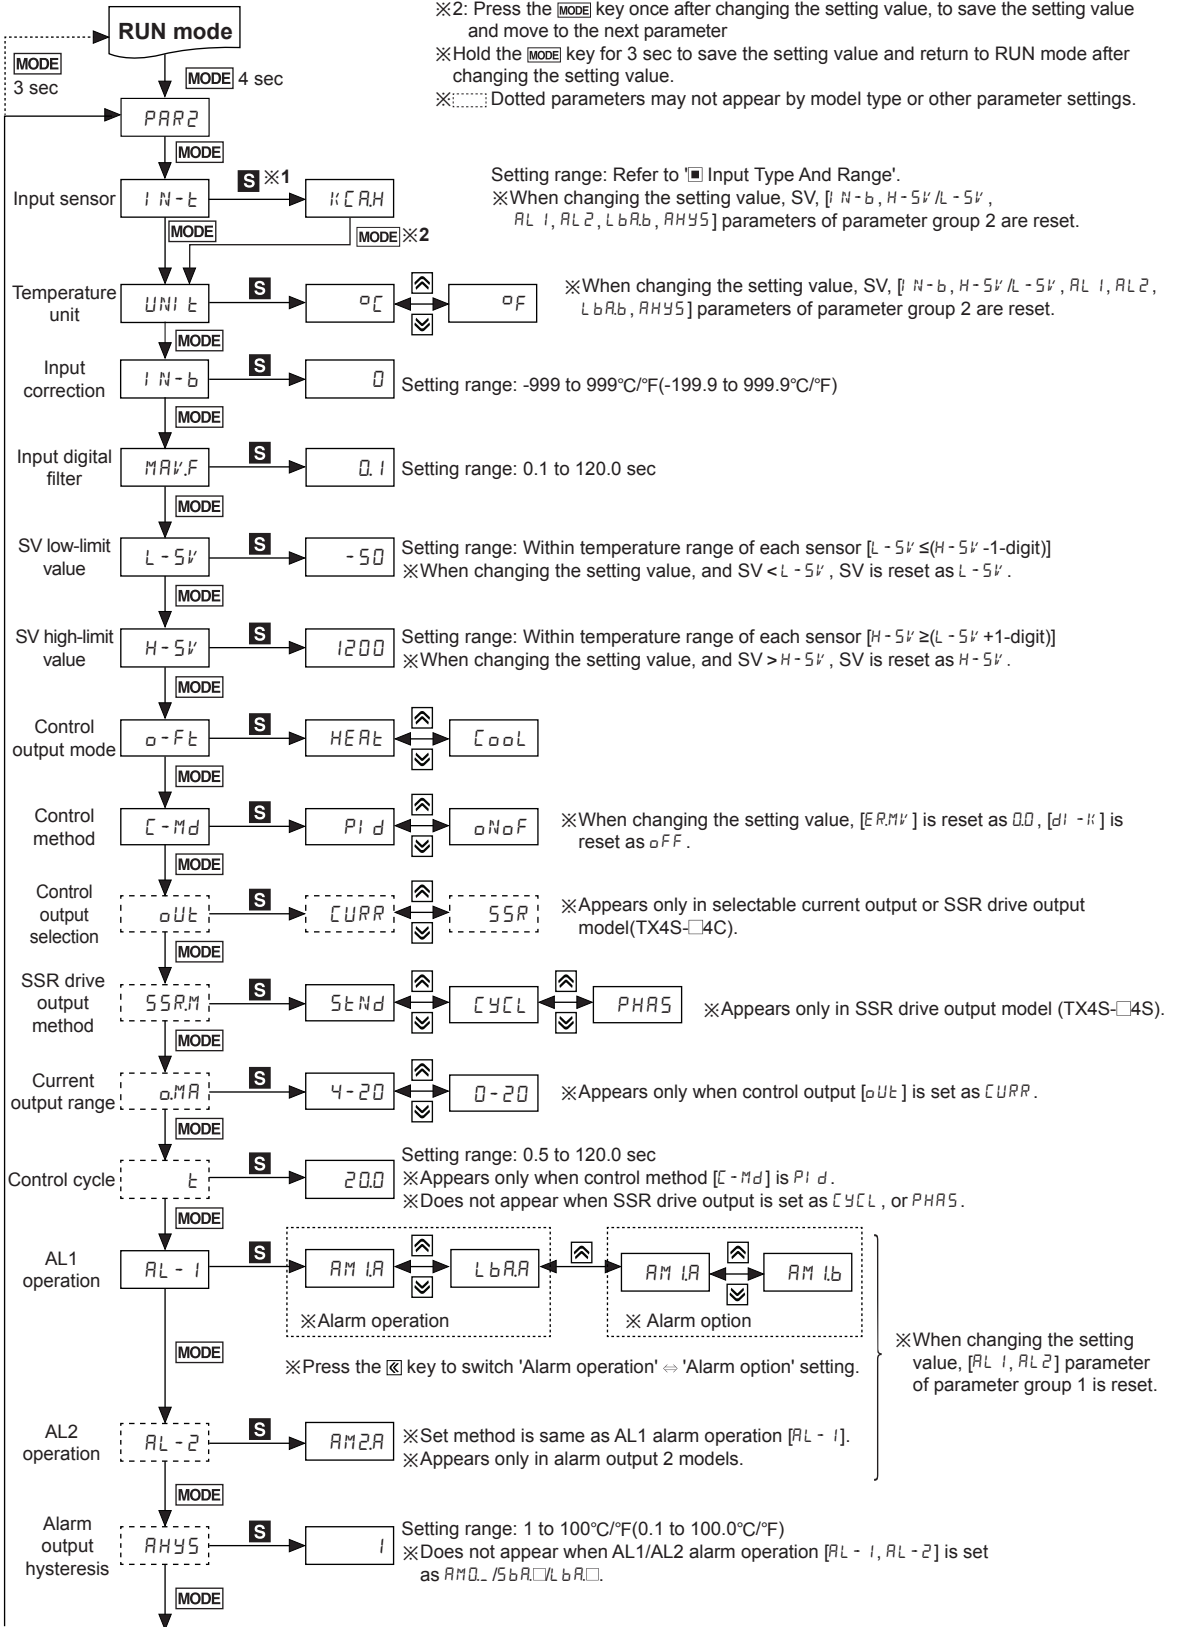 ※2: Press the MODE key once after changing the setting value, to save the setting value
and move to the next parameter
※Hold the MODE key for 3 sec to save the setting value and return to RUN mode after
changing the setting value.
※ Dotted parameters may not appear by model type or other parameter settings.
RUN mode
MODE
3 sec
MODE 4 sec
PAR2
MODE
Input sensor
IN-t
S ※1
KCA.H
Setting range: Refer to '▣ Input Type And Range'.
※When changing the setting value, SV, [IN-b, H-SV/L-SV,
AL1, AL2, LbA.b, AHYS] parameters of parameter group 2 are reset.
MODE
MODE ※2
Temperature
unit
UNIt
S
°C
°F
※When changing the setting value, SV, [IN-b, H-SV/L-SV, AL1, AL2,
LbA.b, AHYS] parameters of parameter group 2 are reset.
MODE
Input
correction
IN-b
S
0
Setting range: -999 to 999°C/°F(-199.9 to 999.9°C/°F)
MODE
Input digital
filter
MAV.F
S
0.1
Setting range: 0.1 to 120.0 sec
MODE
SV low-limit
value
L-SV
S
-50
Setting range: Within temperature range of each sensor [L-SV ≤(H-SV -1-digit)]
※When changing the setting value, and SV < L-SV, SV is reset as L-SV.
MODE
SV high-limit
value
H-SV
S
1200
Setting range: Within temperature range of each sensor [H-SV ≥(L-SV +1-digit)]
※When changing the setting value, and SV > H-SV, SV is reset as H-SV.
MODE
Control
output mode
o-Ft
S
HEAt
CooL
MODE
Control
method
C-Md
S
PId
oNoF
※When changing the setting value, [ER.MV] is reset as 0.0, [dI-K] is
reset as oFF.
MODE
Control
output
selection
oUt
S
CURR
SSR
※Appears only in selectable current output or SSR drive output
model(TX4S-□4C).
MODE
SSR drive
output
method
SSR.M
S
StNd
CYCL
PHAS
※Appears only in SSR drive output model (TX4S-□4S).
MODE
Current
output range
o.MA
S
4-20
0-20
※Appears only when control output [oUt] is set as CURR.
MODE
Control cycle
t
S
20.0
Setting range: 0.5 to 120.0 sec
※Appears only when control method [C-Md] is PId.
※Does not appear when SSR drive output is set as CYCL, or PHAS.
MODE
AL1
operation
AL-1
S
AM1.A
LbA.A
AM1.A
AM1.b
※Alarm operation
※ Alarm option
MODE
※Press the key to switch 'Alarm operation' ⇔ 'Alarm option' setting.
※When changing the setting
value, [AL1, AL2] parameter
of parameter group 1 is reset.
AL2
operation
AL-2
S
AM2.A
※Set method is same as AL1 alarm operation [AL-1].
※Appears only in alarm output 2 models.
MODE
Alarm
output
hysteresis
AHYS
S
1
Setting range: 1 to 100°C/°F(0.1 to 100.0°C/°F)
※Does not appear when AL1/AL2 alarm operation [AL-1, AL-2] is set
as AM0._/SbA.□/LbA.□.
MODE